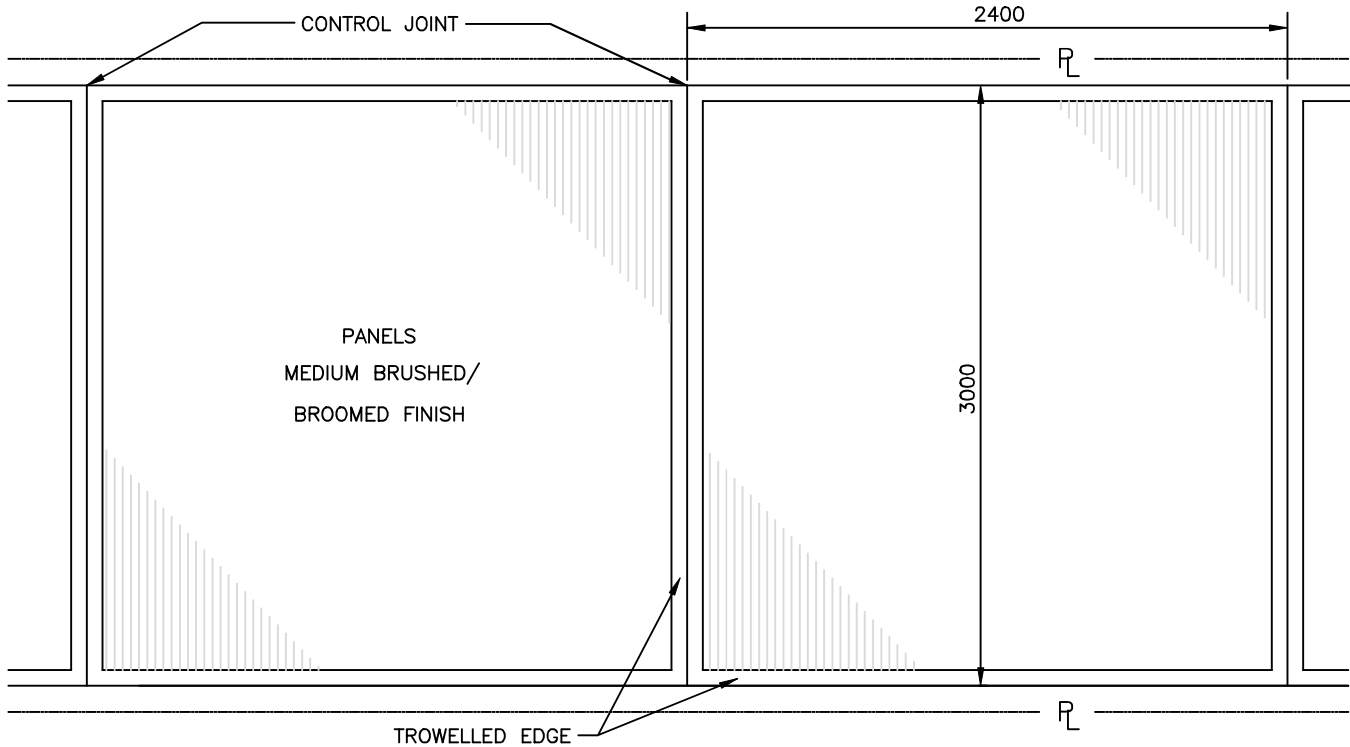 CONTROL JOINT
2400
PL
PANELS
MEDIUM BRUSHED/
BROOMED FINISH
3000
PL
TROWELLED EDGE